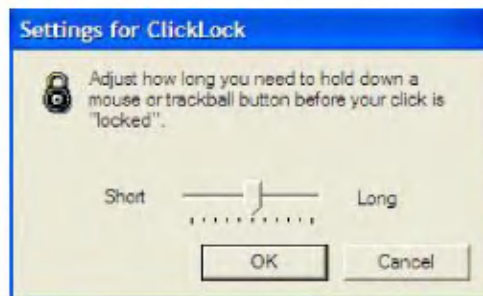 Settings for ClickLock
Adjust how long you need to hold down a
mouse or trackball button before your click is
"locked".
Short Long
OK Cancel